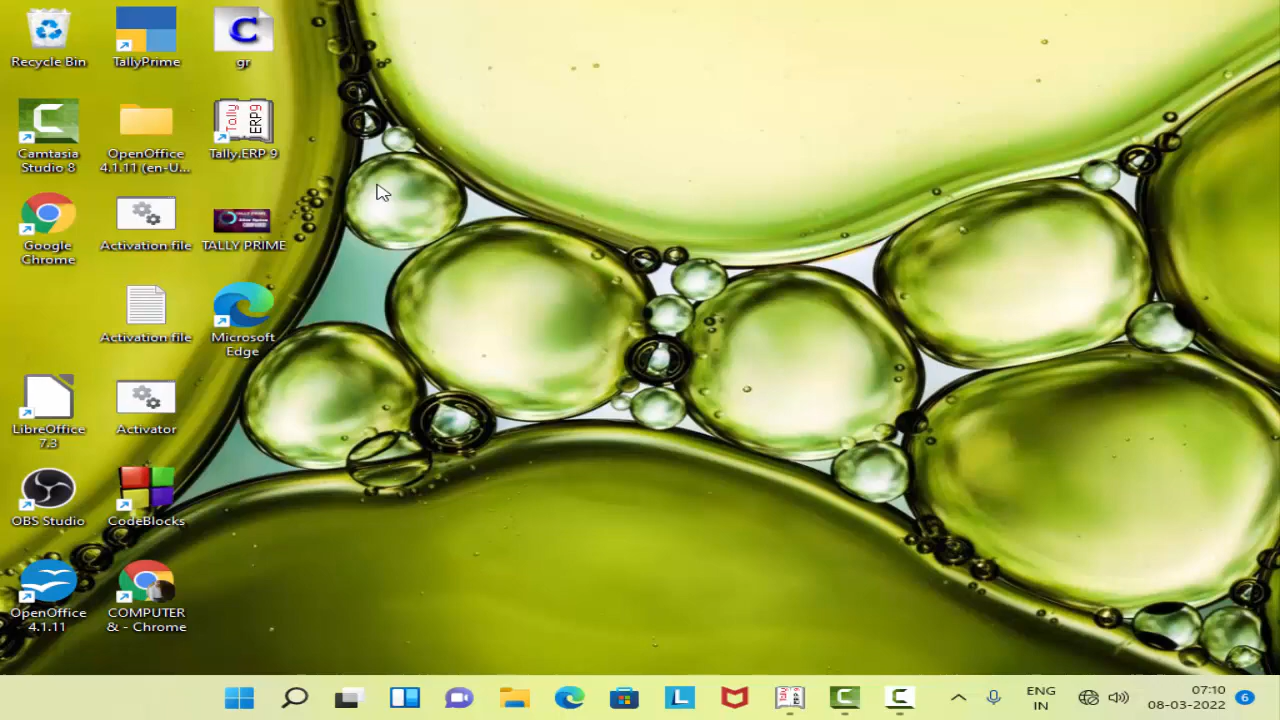 Recycle Bin
TallyPrime
gr
Camtasia
Studio 8
OpenOffice
4.1.11 (en-U...
Tally
ERP9
Tally.ERP 9
Google
Chrome
Activation file
TALLY PRIME
Activation file
Microsoft
Edge
LibreOffice
7.3
Activator
OBS Studio
CodeBlocks
OpenOffice
4.1.11
COMPUTER
& - Chrome
ENG
IN
07:10
08-03-2022
6